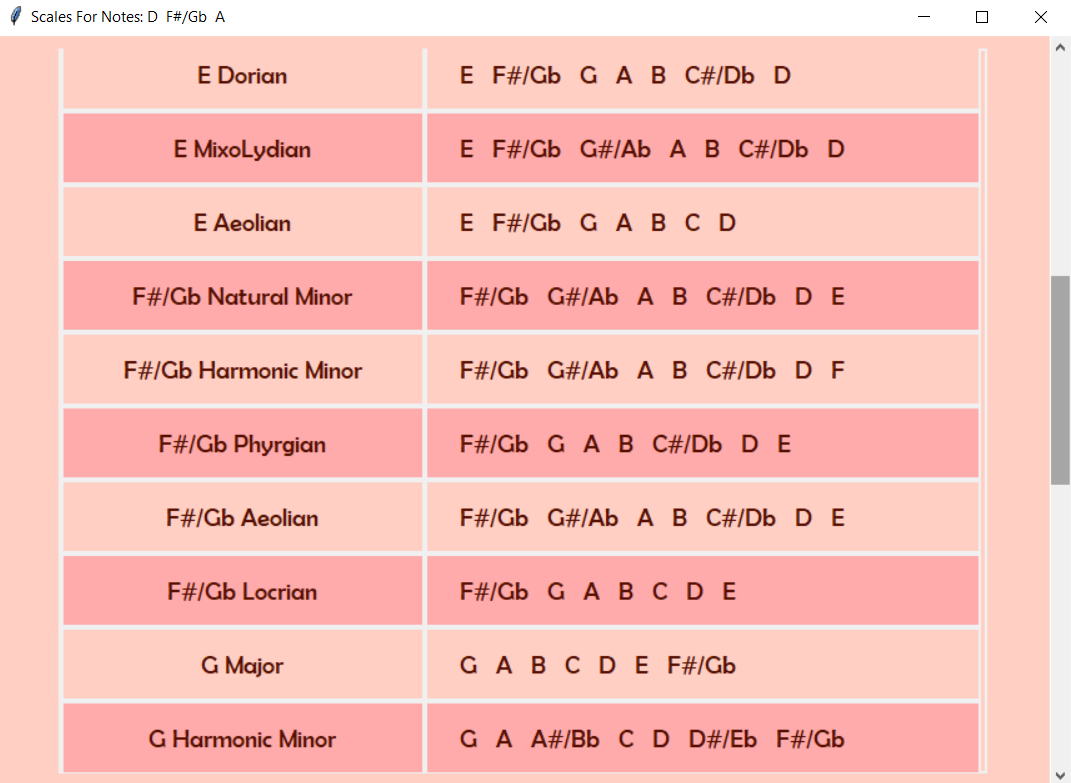 Scales For Notes: D  F#/Gb  A
E Dorian E F#/Gb G A B C#/Db D
E MixoLydian E F#/Gb G#/Ab A B C#/Db D
E Aeolian E F#/Gb G A B C D
F#/Gb Natural Minor F#/Gb G#/Ab A B C#/Db D E
F#/Gb Harmonic Minor F#/Gb G#/Ab A B C#/Db D F
F#/Gb Phyrgian F#/Gb G A B C#/Db D E
F#/Gb Aeolian F#/Gb G#/Ab A B C#/Db D E
F#/Gb Locrian F#/Gb G A B C D E
G Major G A B C D E F#/Gb
G Harmonic Minor G A A#/Bb C D D#/Eb F#/Gb